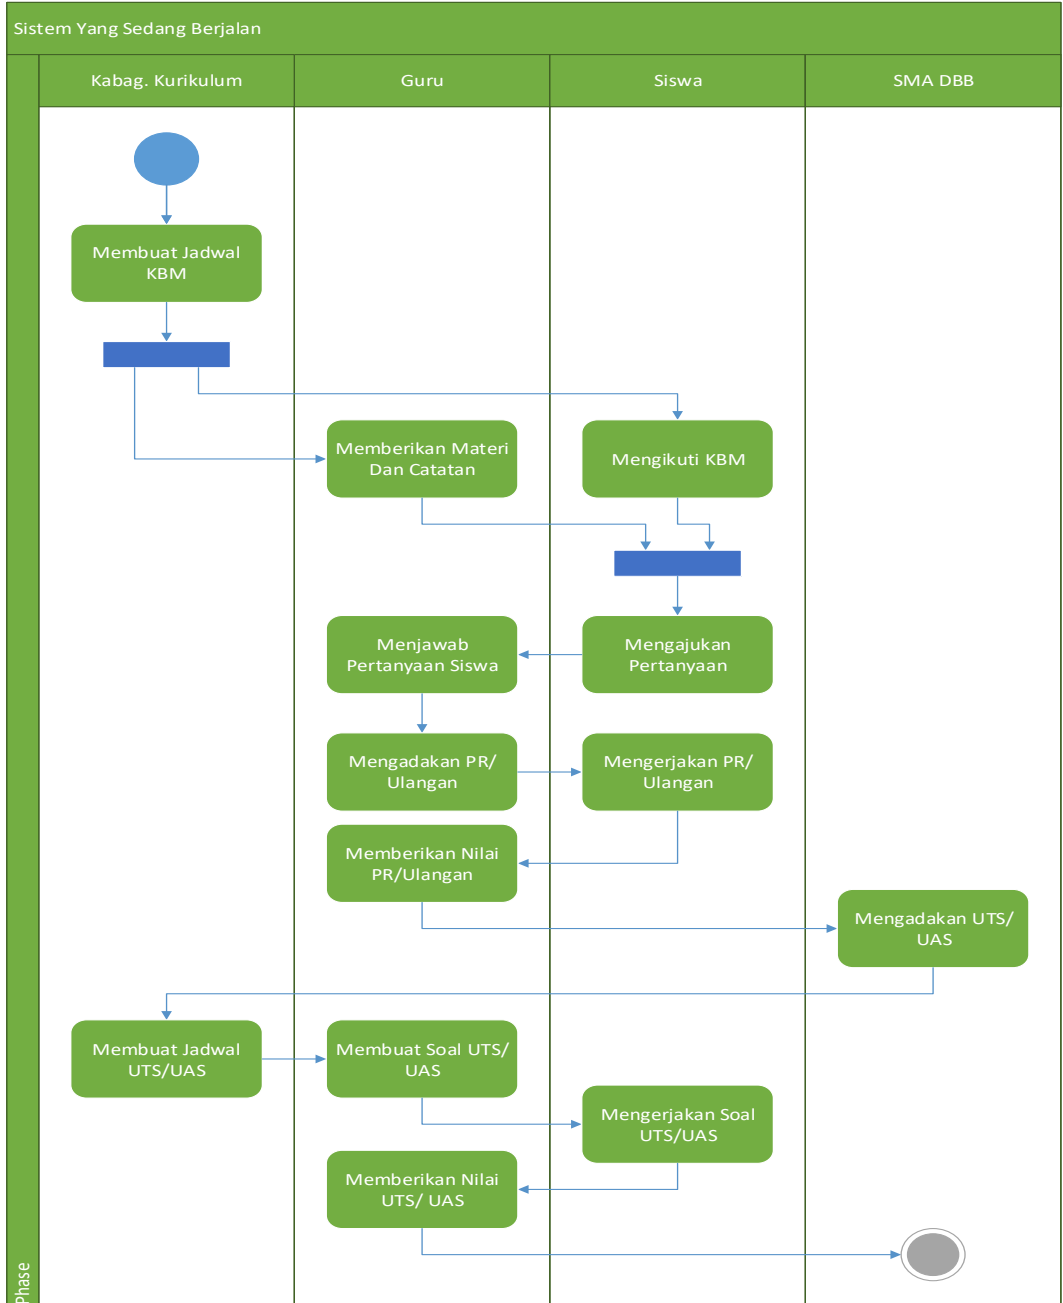 Sistem Yang Sedang Berjalan
Kabag. Kurikulum
Guru
Siswa
SMA DBB
Membuat Jadwal
KBM
Memberikan Materi
Dan Catatan
Mengikuti KBM
Menjawab
Pertanyaan Siswa
Mengajukan
Pertanyaan
Mengadakan PR/
Ulangan
Mengerjakan PR/
Ulangan
Memberikan Nilai
PR/Ulangan
Mengadakan UTS/
UAS
Membuat Jadwal
UTS/UAS
Membuat Soal UTS/
UAS
Mengerjakan Soal
UTS/UAS
Memberikan Nilai
UTS/ UAS
Phase